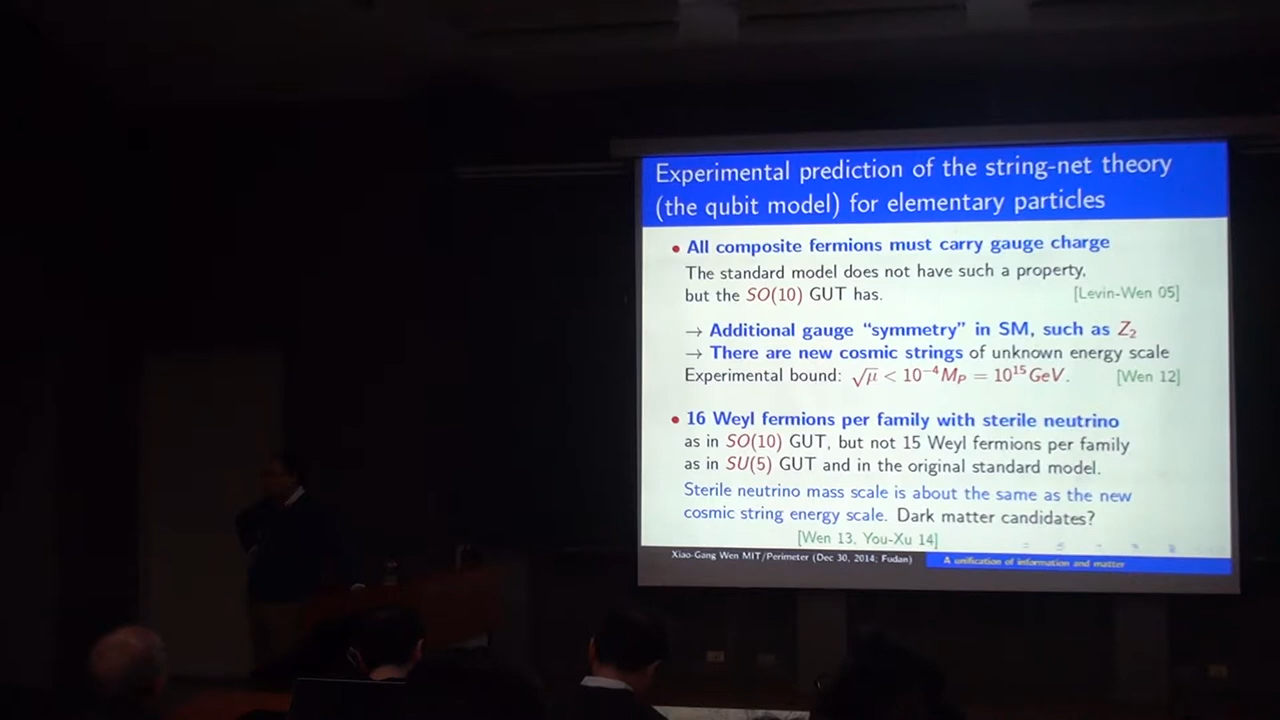 Experimental prediction of the string-net theory
(the qubit model) for elementary particles
• All composite fermions must carry gauge charge
The standard model does not have such a property,
but the SO(10) GUT has. [Levin-Wen 05]
→ Additional gauge “symmetry” in SM, such as Z₂
→ There are new cosmic strings of unknown energy scale
Experimental bound: √μ < 10⁻⁴M_P = 10¹⁵GeV. [Wen 12]
• 16 Weyl fermions per family with sterile neutrino
as in SO(10) GUT, but not 15 Weyl fermions per family
as in SU(5) GUT and in the original standard model.
Sterile neutrino mass scale is about the same as the new
cosmic string energy scale. Dark matter candidates?
[Wen 13, You-Xu 14]
Xiao-Gang Wen MIT/Perimeter (Dec 30, 2014; Fudan) A unification of information and matter